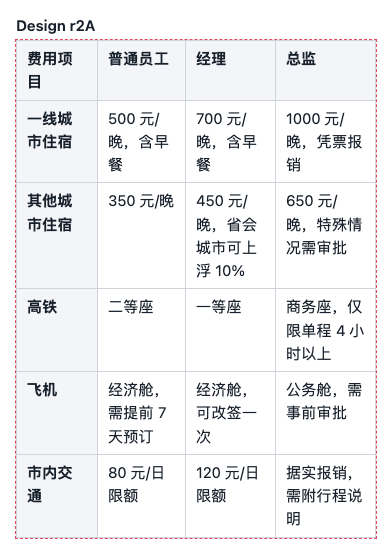 Design r2A
费用项
目
普通员工
经理
总监
一线城
市住宿
500 元/
晚，含早
餐
700 元/
晚，含早
餐
1000 元/
晚，凭票报
销
其他城
市住宿
350 元/晚
450 元/
晚，省会
城市可上
浮 10%
650 元/
晚，特殊情
况需审批
高铁
二等座
一等座
商务座，仅
限单程 4 小
时以上
飞机
经济舱，
需提前 7
天预订
经济舱，
可改签一
次
公务舱，需
事前审批
市内交
通
80 元/日
限额
120 元/日
限额
据实报销，
需附行程说
明